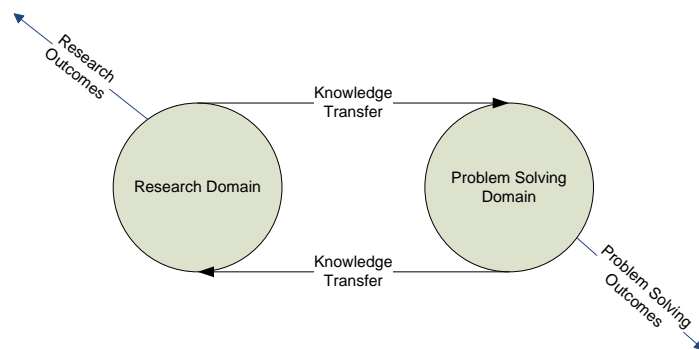 Research
Outcomes
Knowledge
Transfer
Research Domain
Problem Solving
Domain
Knowledge
Transfer
Problem Solving
Outcomes